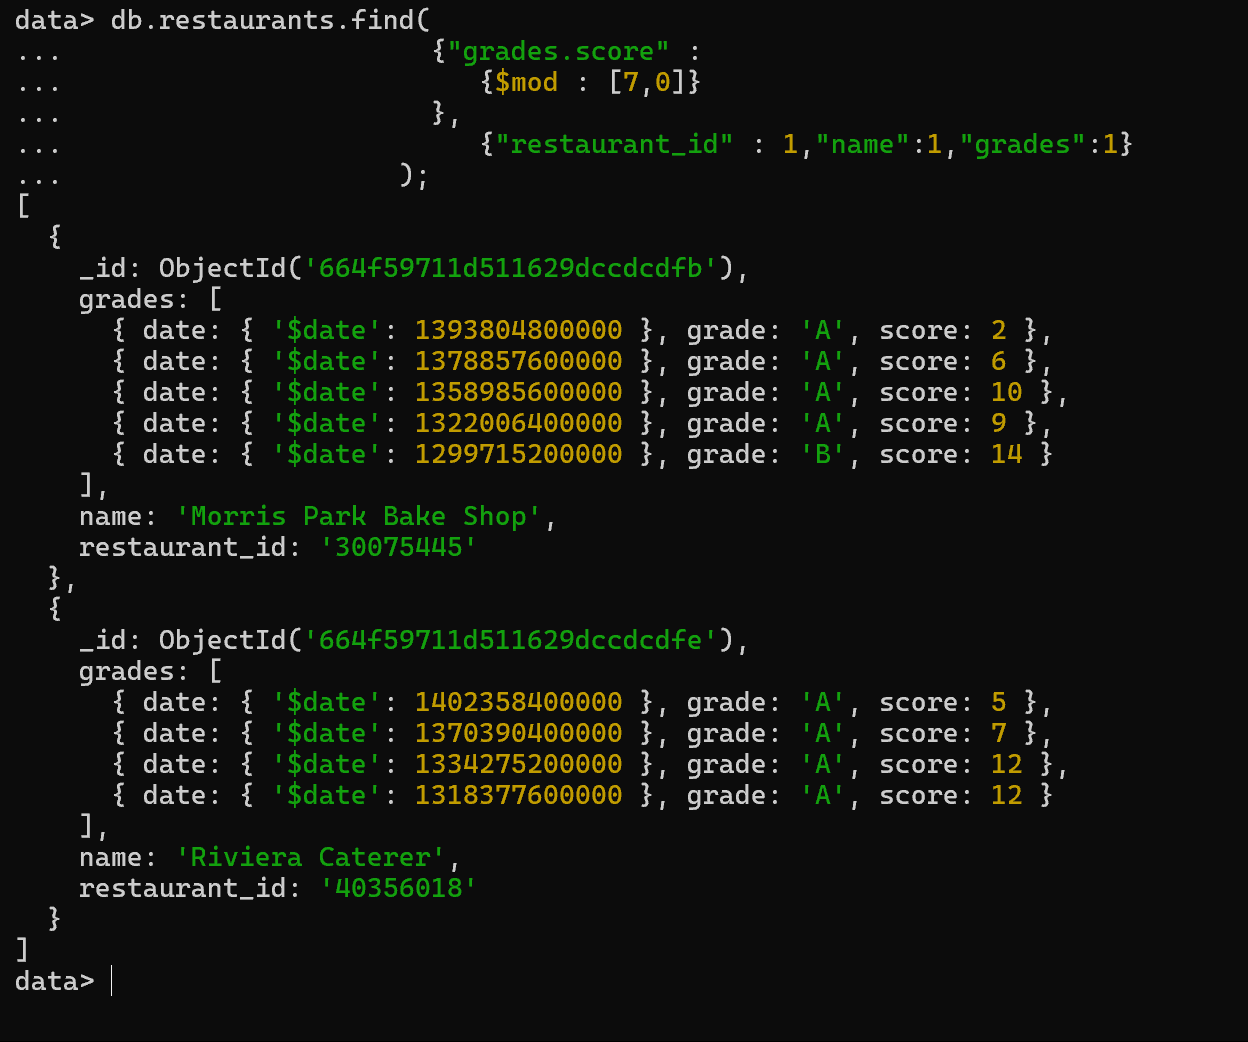 data> db.restaurants.find(
... {"grades.score" :
... {$mod : [7,0]}
... },
... {"restaurant_id" : 1,"name":1,"grades":1}
... );
[
{
_id: ObjectId('664f59711d511629dccdcdfb'),
grades: [
{ date: { '$date': 1393804800000 }, grade: 'A', score: 2 },
{ date: { '$date': 1378857600000 }, grade: 'A', score: 6 },
{ date: { '$date': 1358985600000 }, grade: 'A', score: 10 },
{ date: { '$date': 1322006400000 }, grade: 'A', score: 9 },
{ date: { '$date': 1299715200000 }, grade: 'B', score: 14 }
],
name: 'Morris Park Bake Shop',
restaurant_id: '30075445'
},
{
_id: ObjectId('664f59711d511629dccdcdfe'),
grades: [
{ date: { '$date': 1402358400000 }, grade: 'A', score: 5 },
{ date: { '$date': 1370390400000 }, grade: 'A', score: 7 },
{ date: { '$date': 1334275200000 }, grade: 'A', score: 12 },
{ date: { '$date': 1318377600000 }, grade: 'A', score: 12 }
],
name: 'Riviera Caterer',
restaurant_id: '40356018'
}
]
data>